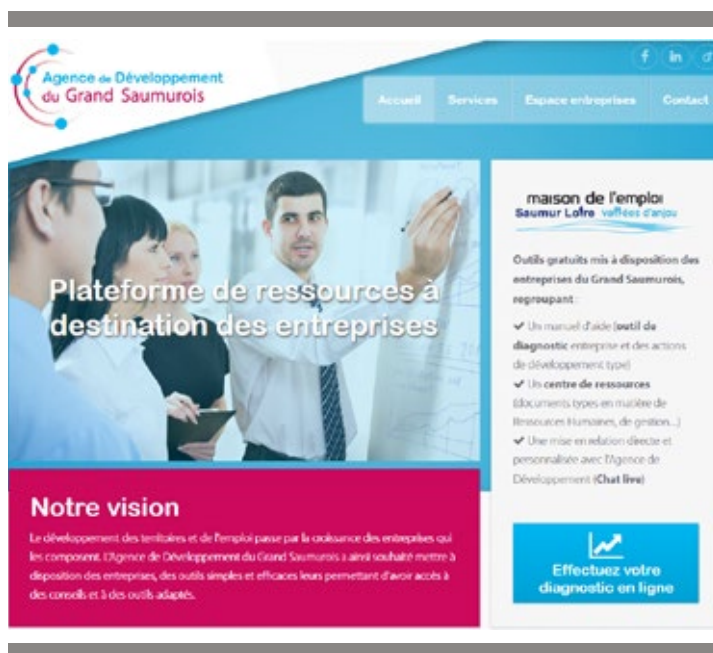 Agence de Développement
du Grand Saumurois
f in
Accueil Services Espace entreprises Contact
Plateforme de ressources à
destination des entreprises
maison de l'emploi
Saumur Loire vallées d'anjou
Outils gratuits mis à disposition des
entreprises du Grand Saumurois,
regroupant :
✔ Un manuel d'aide (outil de
diagnostic entreprise et des actions
de développement type)
✔ Un centre de ressources
(documents types en matière de
Ressources Humaines, de gestion...)
✔ Une mise en relation directe et
personnalisée avec l'Agence de
Développement (Chat live)
Effectuez votre
diagnostic en ligne
Notre vision
Le développement des territoires et de l'emploi passe par la croissance des entreprises qui
les composent. L'Agence de Développement du Grand Saumurois a ainsi souhaité mettre à
disposition des entreprises, des outils simples et efficaces leurs permettant d'avoir accès à
des conseils et à des outils adaptés.